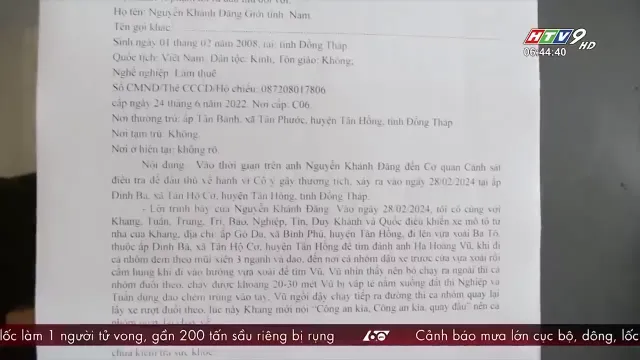 Họ tên: Nguyễn Khánh Đăng Giới tính: Nam.
Tên gọi khác:
Sinh ngày 01 tháng 02 năm 2008, tại: tỉnh Đồng Tháp
Quốc tịch: Việt Nam; Dân tộc: Kinh; Tôn giáo: Không;
Nghề nghiệp: Làm thuê
Số CMND/Thẻ CCCD/Hộ chiếu: 087208017806
cấp ngày 24 tháng 6 năm 2022. Nơi cấp: C06.
Nơi thường trú: ấp Tân Bảnh, xã Tân Phước, huyện Tân Hồng, tỉnh Đồng Tháp.
Nơi tạm trú: Không.
Nơi ở hiện tại: không rõ.
Nội dung: Vào thời gian trên anh Nguyễn Khánh Đăng đến Cơ quan Cảnh sát
điều tra để đầu thú về hành vi Cố ý gây thương tích, xảy ra vào ngày 28/02/2024 tại ấp
Dinh Bà, xã Tân Hộ Cơ, huyện Tân Hồng, tỉnh Đồng Tháp.
- Lời trình bày của Nguyễn Khánh Đăng: Vào ngày 28/02/2024, tôi có cùng với
Khang, Tuấn, Trung, Trí, Bảo, Nghiệp, Tín, Duy Khánh và Quốc điều khiển xe mô tô từ
nhà của Khang, địa chỉ: ấp Gò Da, xã Bình Phú, huyện Tân Hồng, đi lên vựa xoài Ba Tô,
thuộc ấp Dinh Bà, xã Tân Hộ Cơ, huyện Tân Hồng để tìm đánh anh Hà Hoàng Vũ, khi đi
cả nhóm đem theo mũi xiên 3 ngạnh và dao, đến nơi cả nhóm đậu xe trước cửa vựa xoài rồi
cầm hung khí đi vào hướng vựa xoài để tìm Vũ. Vũ nhìn thấy nên bỏ chạy ra ngoài thì cả
nhóm đuổi theo, chạy được khoảng 20-30 mét Vũ bị vấp té nằm xuống đất thì Nghiệp và
Tuấn dùng dao chém trúng vào tay. Vũ ngồi dậy chạy tiếp ra đường thì cả nhóm quay lại
lấy xe rượt đuổi theo, lúc này Khang mới nói "Công an kìa, Công an kìa, quay đầu" nên cả
HTV9 HD
06:44:40
lốc làm 1 người tử vong, gần 200 tấn sầu riêng bị rụng
60
Cảnh báo mưa lớn cục bộ, dông, lốc